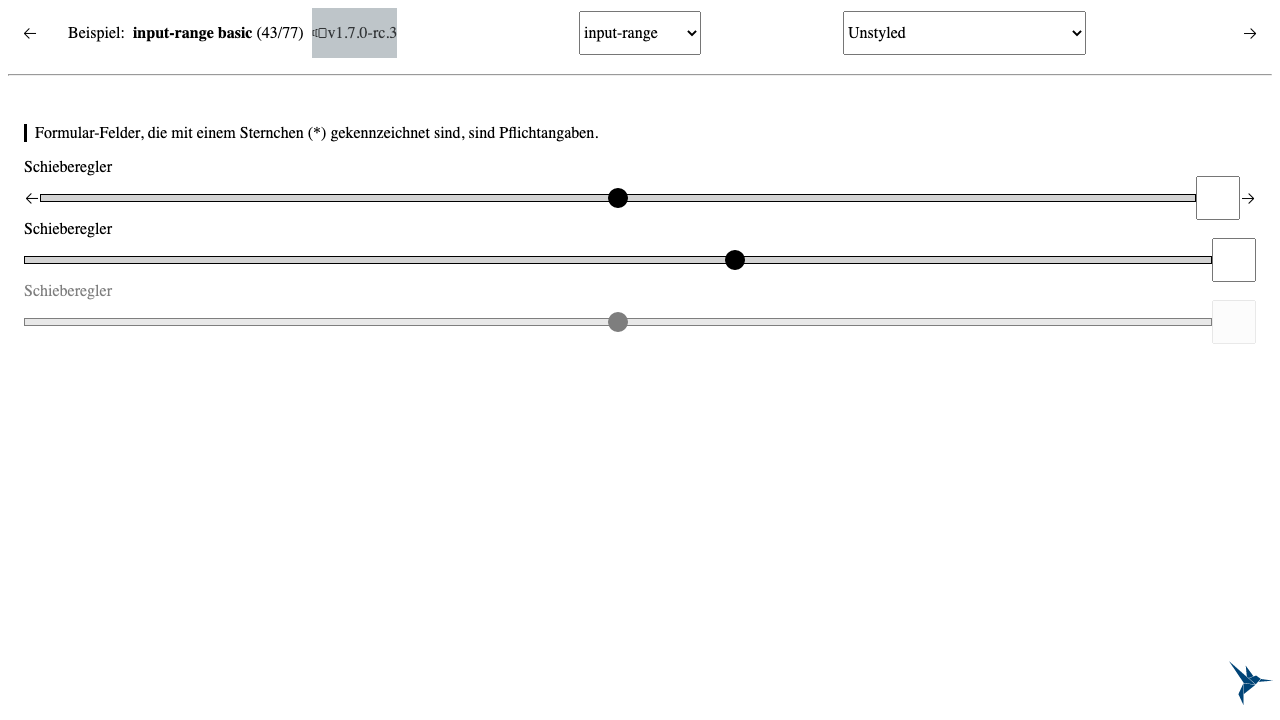 ← Beispiel: input-range basic (43/77) v1.7.0-rc.3 input-range Unstyled →
Formular-Felder, die mit einem Sternchen (*) gekennzeichnet sind, sind Pflichtangaben.
Schieberegler
← →
Schieberegler
Schieberegler